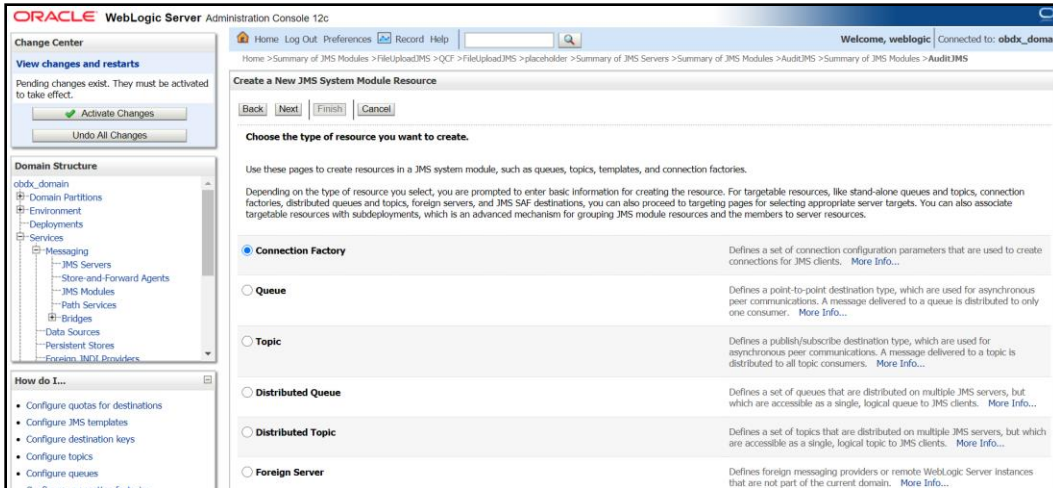 ORACLE WebLogic Server Administration Console 12c
Change Center
View changes and restarts
Pending changes exist. They must be activated
to take effect.
Activate Changes
Undo All Changes
Domain Structure
obdx_domain
Domain Partitions
Environment
Deployments
Services
Messaging
JMS Servers
Store-and-Forward Agents
JMS Modules
Path Services
Bridges
Data Sources
Persistent Stores
Foreign JNDI Providers
How do I...
Configure quotas for destinations
Configure JMS templates
Configure destination keys
Configure topics
Configure queues
Home Log Out Preferences Record Help
Welcome, weblogic Connected to: obdx_doma
Home >Summary of JMS Modules >FileUploadJMS >QCF >FileUploadJMS >placeholder >Summary of JMS Servers >Summary of JMS Modules >AuditJMS >Summary of JMS Modules >AuditJMS
Create a New JMS System Module Resource
Back Next Finish Cancel
Choose the type of resource you want to create.
Use these pages to create resources in a JMS system module, such as queues, topics, templates, and connection factories.
Depending on the type of resource you select, you are prompted to enter basic information for creating the resource. For targetable resources, like stand-alone queues and topics, connection
factories, distributed queues and topics, foreign servers, and JMS SAF destinations, you can also proceed to targeting pages for selecting appropriate server targets. You can also associate
targetable resources with subdeployments, which is an advanced mechanism for grouping JMS module resources and the members to server resources.
Connection Factory
Defines a set of connection configuration parameters that are used to create
connections for JMS clients. More Info...
Queue
Defines a point-to-point destination type, which are used for asynchronous
peer communications. A message delivered to a queue is distributed to only
one consumer. More Info...
Topic
Defines a publish/subscribe destination type, which are used for
asynchronous peer communications. A message delivered to a topic is
distributed to all topic consumers. More Info...
Distributed Queue
Defines a set of queues that are distributed on multiple JMS servers, but
which are accessible as a single, logical queue to JMS clients. More Info...
Distributed Topic
Defines a set of topics that are distributed on multiple JMS servers, but which
are accessible as a single, logical topic to JMS clients. More Info...
Foreign Server
Defines foreign messaging providers or remote WebLogic Server instances
that are not part of the current domain. More Info...